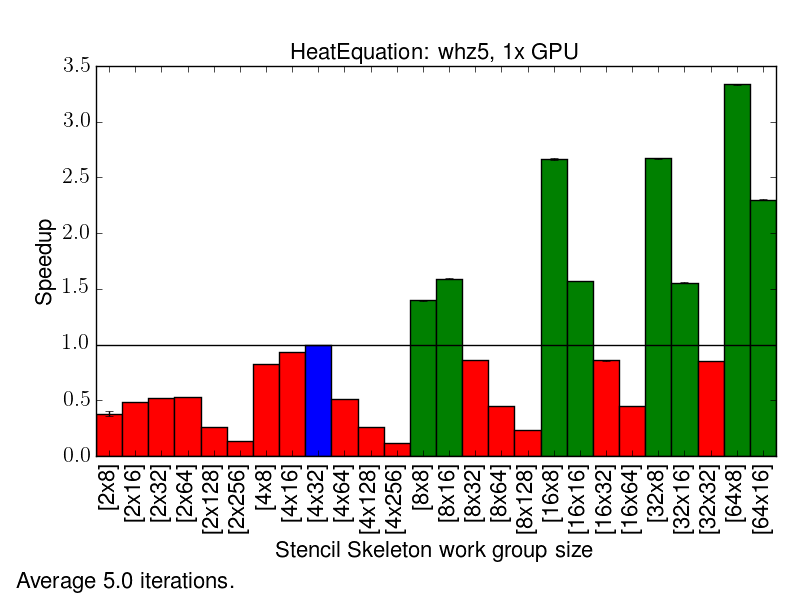 HeatEquation: whz5, 1x GPU
3.5
3.0
2.5
2.0
1.5
1.0
0.5
0.0
Speedup
[2x8] [2x16] [2x32] [2x64] [2x128] [2x256] [4x8] [4x16] [4x32] [4x64] [4x128] [4x256] [8x8] [8x16] [8x32] [8x64] [8x128] [16x8] [16x16] [16x32] [16x64] [32x8] [32x16] [32x32] [64x8] [64x16]
Stencil Skeleton work group size
Average 5.0 iterations.